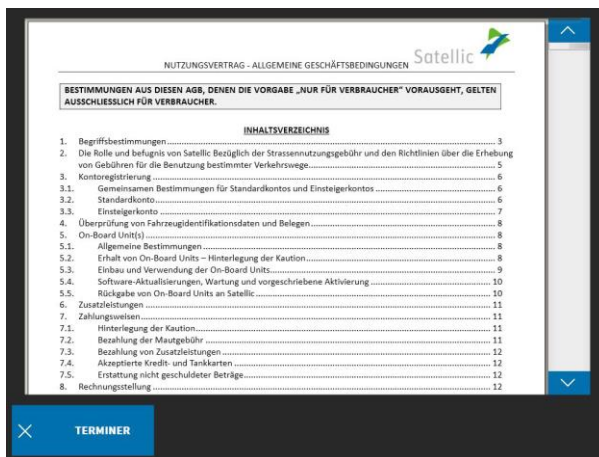 Satellic
NUTZUNGSVERTRAG - ALLGEMEINE GESCHÄFTSBEDINGUNGEN
BESTIMMUNGEN AUS DIESEN AGB, DENEN DIE VORGABE „NUR FÜR VERBRAUCHER" VORAUSGEHT, GELTEN
AUSSCHLIESSLICH FÜR VERBRAUCHER.
INHALTSVERZEICHNIS
1. Begriffsbestimmungen 3
2. Die Rolle und befugnis von Satellic Bezüglich der Strassennutzungsgebühr und den Richtlinien über die Erhebung
von Gebühren für die Benutzung bestimmter Verkehrswege 5
3. Kontoregistrierung 6
3.1. Gemeinsamen Bestimmungen für Standardkontos und Einsteigerkontos 6
3.2. Standardkonto 6
3.3. Einsteigerkonto 7
4. Überprüfung von Fahrzeugidentifikationsdaten und Belegen 8
5. On-Board Unit(s) 8
5.1. Allgemeine Bestimmungen 8
5.2. Erhalt von On-Board Units – Hinterlegung der Kaution 8
5.3. Einbau und Verwendung der On-Board Units 9
5.4. Software-Aktualisierungen, Wartung und vorgeschriebene Aktivierung 10
5.5. Rückgabe von On-Board Units an Satellic 10
6. Zusatzleistungen 11
7. Zahlungsweisen 11
7.1. Hinterlegung der Kaution 11
7.2. Bezahlung der Mautgebühr 11
7.3. Bezahlung von Zusatzleistungen 12
7.4. Akzeptierte Kredit- und Tankkarten 12
7.5. Erstattung nicht geschuldeter Beträge 12
8. Rechnungsstellung 12
TERMINER